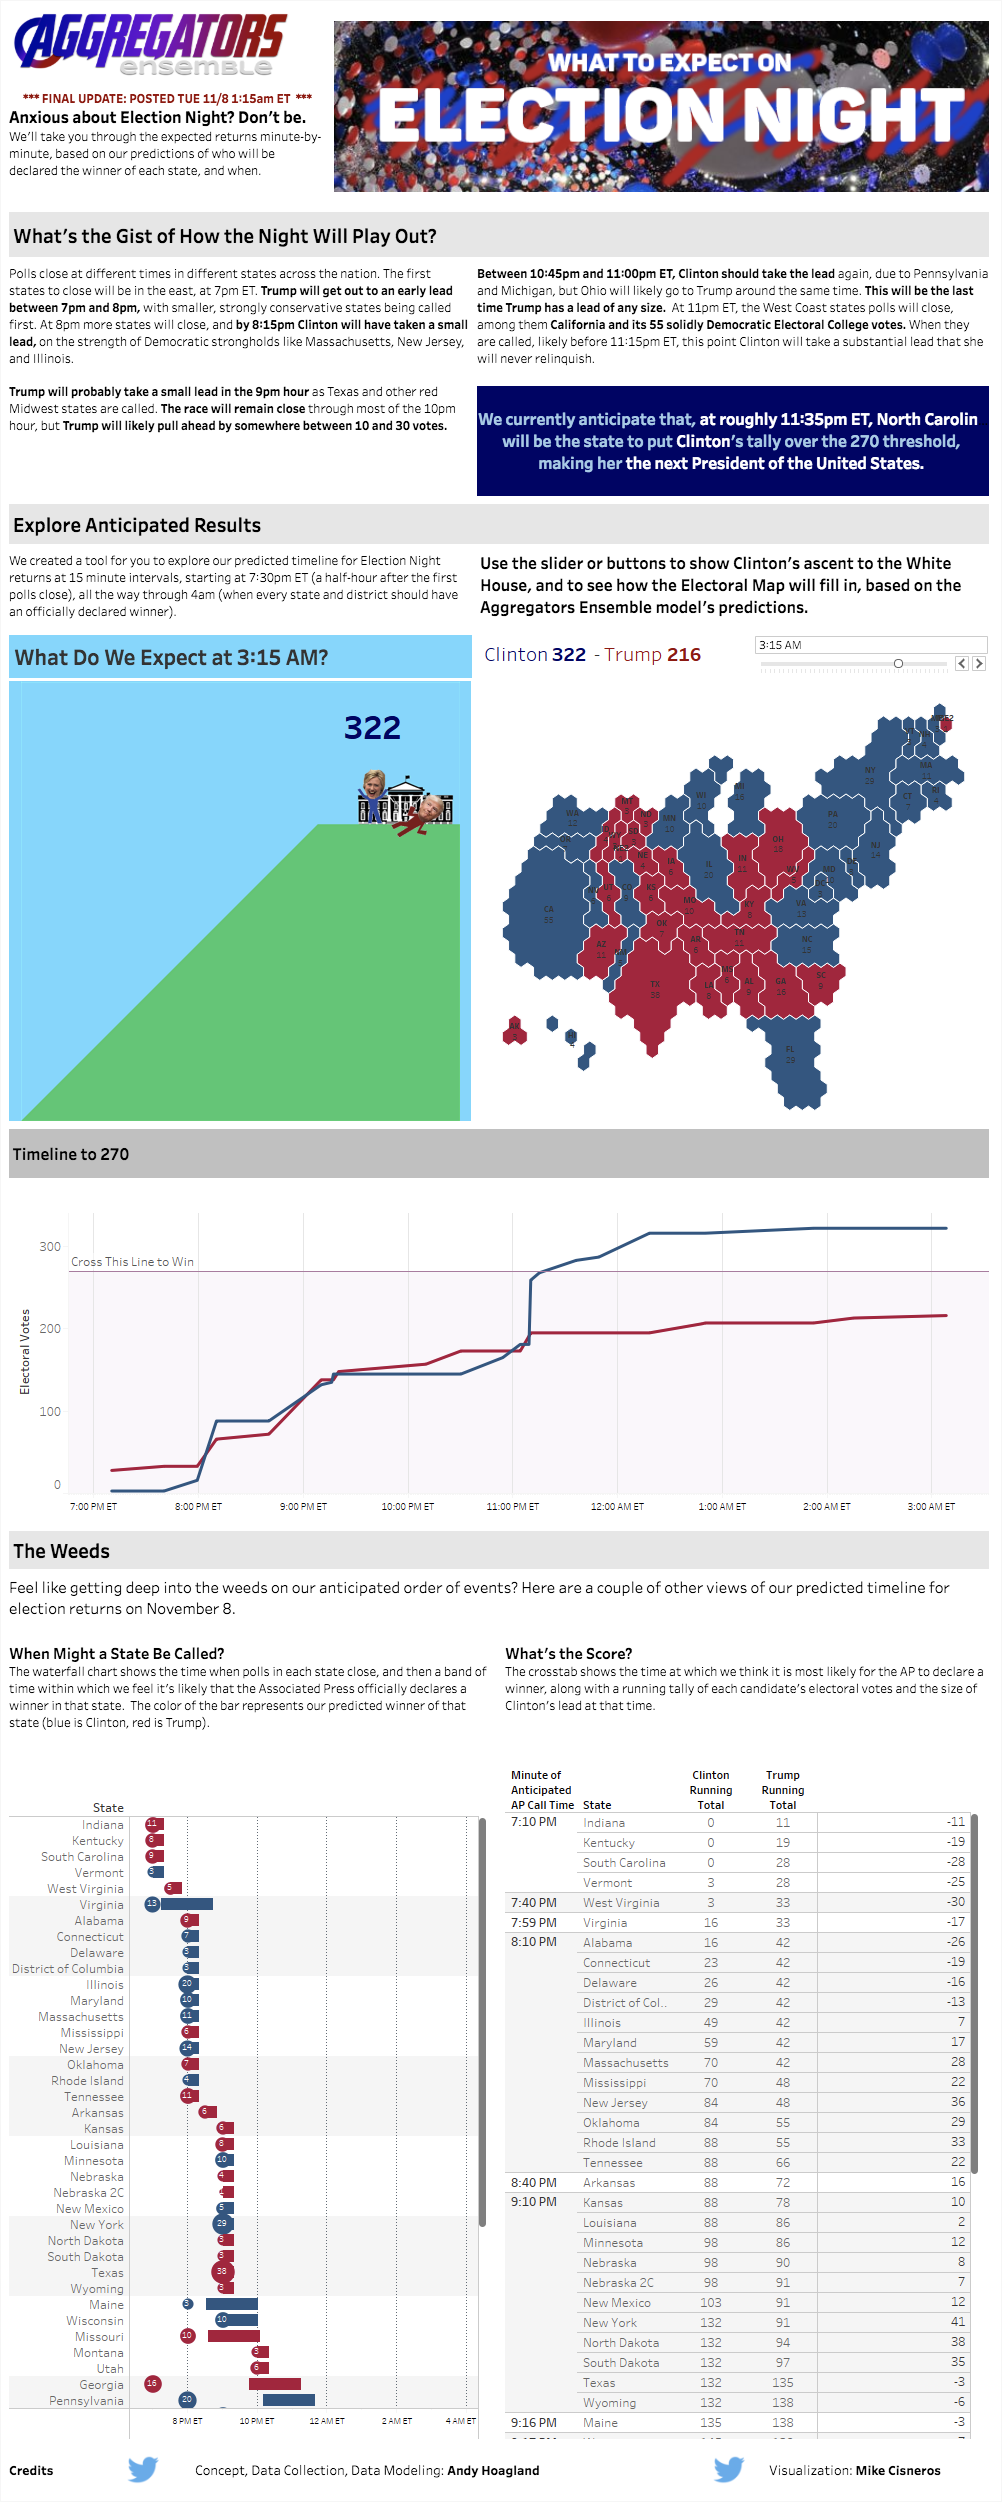 AGGREGATORS
ensemble
*** FINAL UPDATE: POSTED TUE 11/8 1:15am ET ***
Anxious about Election Night? Don't be.
We'll take you through the expected returns minute-by-
minute, based on our predictions of who will be
declared the winner of each state, and when.
WHAT TO EXPECT ON
ELECTION NIGHT
What's the Gist of How the Night Will Play Out?
Polls close at different times in different states across the nation. The first
states to close will be in the east, at 7pm ET. Trump will get out to an early lead
between 7pm and 8pm, with smaller, strongly conservative states being called
first. At 8pm more states will close, and by 8:15pm Clinton will have taken a small
lead, on the strength of Democratic strongholds like Massachusetts, New Jersey,
and Illinois.
Trump will probably take a small lead in the 9pm hour as Texas and other red
Midwest states are called. The race will remain close through most of the 10pm
hour, but Trump will likely pull ahead by somewhere between 10 and 30 votes.
Between 10:45pm and 11:00pm ET, Clinton should take the lead again, due to Pennsylvania
and Michigan, but Ohio will likely go to Trump around the same time. This will be the last
time Trump has a lead of any size. At 11pm ET, the West Coast states polls will close,
among them California and its 55 solidly Democratic Electoral College votes. When they
are called, likely before 11:15pm ET, this point Clinton will take a substantial lead that she
will never relinquish.
We currently anticipate that, at roughly 11:35pm ET, North Carolin
will be the state to put Clinton's tally over the 270 threshold,
making her the next President of the United States.
Explore Anticipated Results
We created a tool for you to explore our predicted timeline for Election Night
returns at 15 minute intervals, starting at 7:30pm ET (a half-hour after the first
polls close), all the way through 4am (when every state and district should have
an officially declared winner).
Use the slider or buttons to show Clinton's ascent to the White
House, and to see how the Electoral Map will fill in, based on the
Aggregators Ensemble model's predictions.
What Do We Expect at 3:15 AM?
Clinton 322 - Trump 216
3:15 AM
322
NY
29
MA
11
CT
7
WI
10
MI
16
WA
12
MN
10
PA
20
NJ
14
OH
18
IN
11
IL
20
IA
6
NE
4
MD
CO
9
KS
6
MO
10
KY
8
VA
13
CA
55
OK
7
TN
11
NC
15
AZ
11
AR
6
TX
38
LA
8
AL
9
GA
16
SC
9
FL
29
Timeline to 270
300
Cross This Line to Win
200
100
0
Electoral Votes
7:00 PM ET 8:00 PM ET 9:00 PM ET 10:00 PM ET 11:00 PM ET 12:00 AM ET 1:00 AM ET 2:00 AM ET 3:00 AM ET
The Weeds
Feel like getting deep into the weeds on our anticipated order of events? Here are a couple of other views of our predicted timeline for
election returns on November 8.
When Might a State Be Called?
The waterfall chart shows the time when polls in each state close, and then a band of
time within which we feel it's likely that the Associated Press officially declares a
winner in that state. The color of the bar represents our predicted winner of that
state (blue is Clinton, red is Trump).
State
Indiana 11
Kentucky 8
South Carolina 9
Vermont 3
West Virginia 5
Virginia 13
Alabama 9
Connecticut 7
Delaware 3
District of Columbia 3
Illinois 20
Maryland 10
Massachusetts 11
Mississippi 6
New Jersey 14
Oklahoma 7
Rhode Island 4
Tennessee 11
Arkansas 6
Kansas 6
Louisiana 8
Minnesota 10
Nebraska 4
Nebraska 2C
New Mexico 5
New York 29
North Dakota 3
South Dakota 3
Texas 38
Wyoming 3
Maine 3
Wisconsin 10
Missouri 10
Montana 3
Utah 6
Georgia 16
Pennsylvania 20
8 PM ET 10 PM ET 12 AM ET 2 AM ET 4 AM ET
What's the Score?
The crosstab shows the time at which we think it is most likely for the AP to declare a
winner, along with a running tally of each candidate's electoral votes and the size of
Clinton's lead at that time.
Minute of Clinton Trump
Anticipated Running Running
AP Call Time State Total Total
7:10 PM Indiana 0 11 -11
Kentucky 0 19 -19
South Carolina 0 28 -28
Vermont 3 28 -25
7:40 PM West Virginia 3 33 -30
7:59 PM Virginia 16 33 -17
8:10 PM Alabama 16 42 -26
Connecticut 23 42 -19
Delaware 26 42 -16
District of Col.. 29 42 -13
Illinois 49 42 7
Maryland 59 42 17
Massachusetts 70 42 28
Mississippi 70 48 22
New Jersey 84 48 36
Oklahoma 84 55 29
Rhode Island 88 55 33
Tennessee 88 66 22
8:40 PM Arkansas 88 72 16
9:10 PM Kansas 88 78 10
Louisiana 88 86 2
Minnesota 98 86 12
Nebraska 98 90 8
Nebraska 2C 98 91 7
New Mexico 103 91 12
New York 132 91 41
North Dakota 132 94 38
South Dakota 132 97 35
Texas 132 135 -3
Wyoming 132 138 -6
9:16 PM Maine 135 138 -3
Credits
Concept, Data Collection, Data Modeling: Andy Hoagland
Visualization: Mike Cisneros